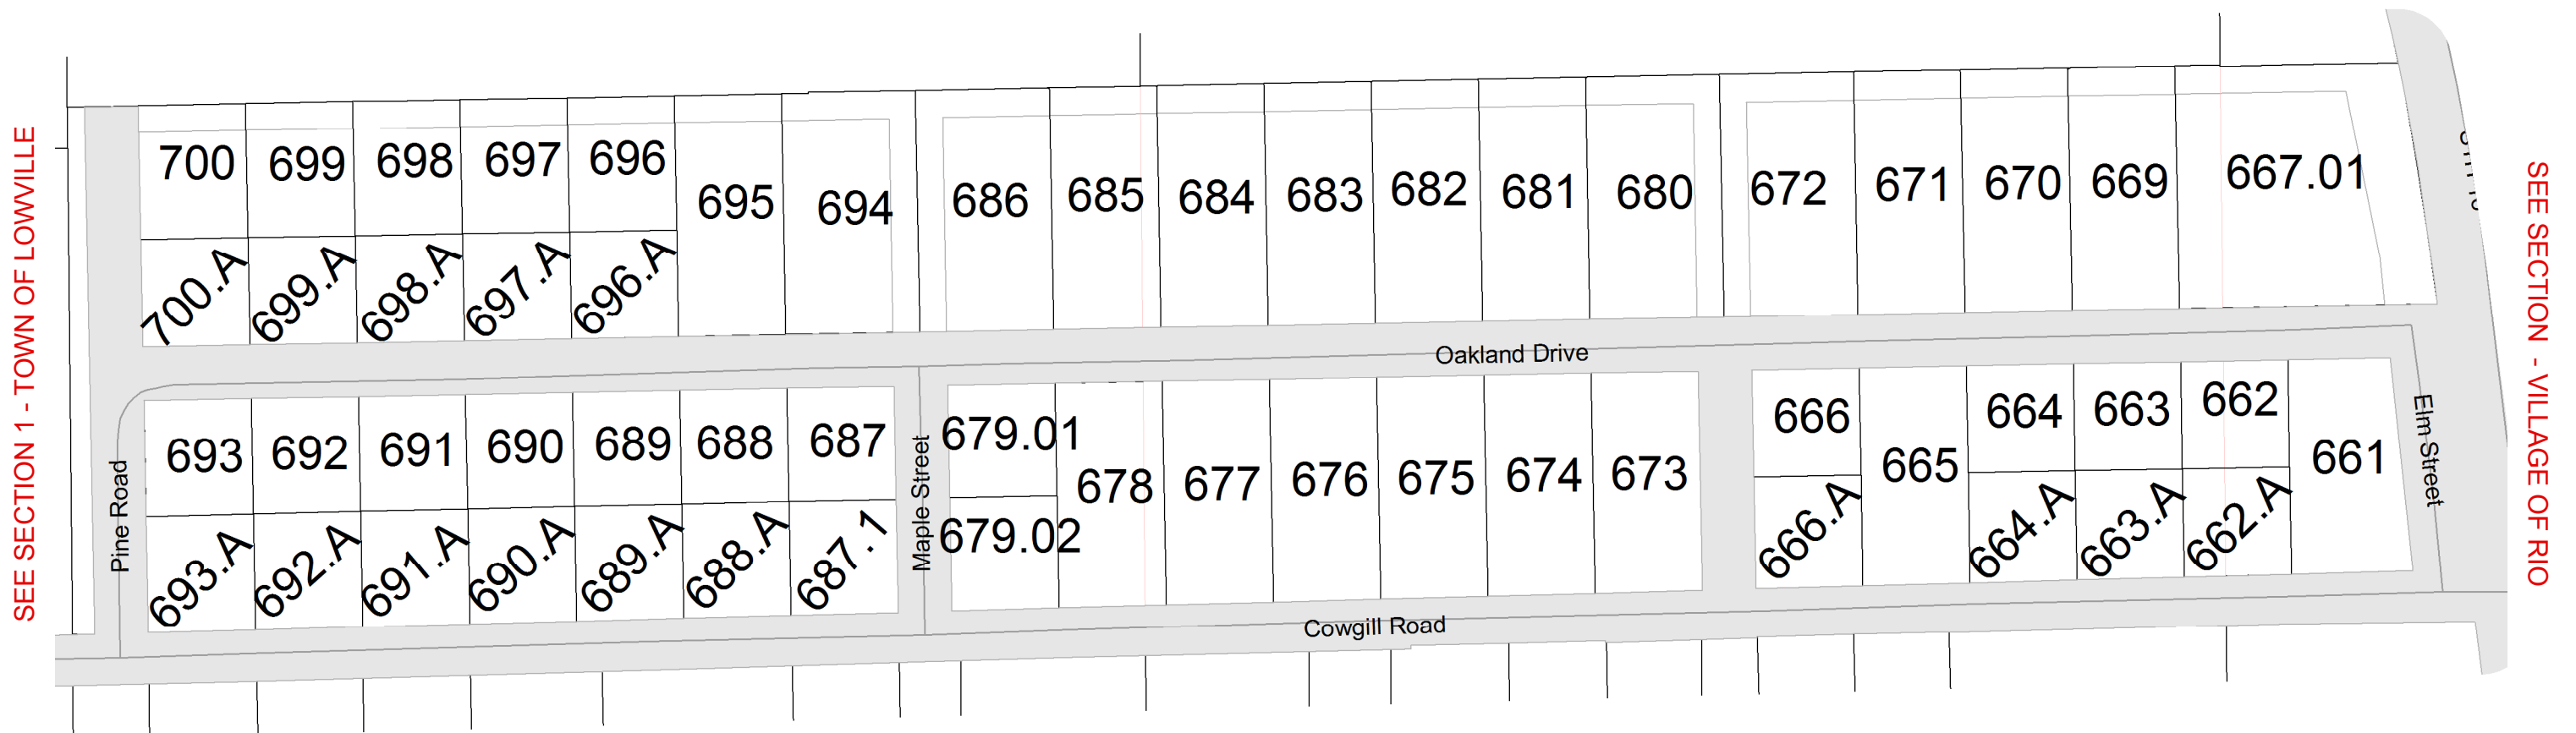 SEE SECTION 1 - TOWN OF LOWVILLE
700 699 698 697 696 695 694 686 685 684 683 682 681 680 672 671 670 669 667.01
700.A 699.A 698.A 697.A 696.A
Oakland Drive
693 692 691 690 689 688 687 679.01 678 677 676 675 674 673 666 665 664 663 662 661
693.A 692.A 691.A 690.A 689.A 688.A 687.1 679.02 666.A 664.A 663.A 662.A
Pine Road
Maple Street
Elm Street
Cowgill Road
SEE SECTION - VILLAGE OF RIO